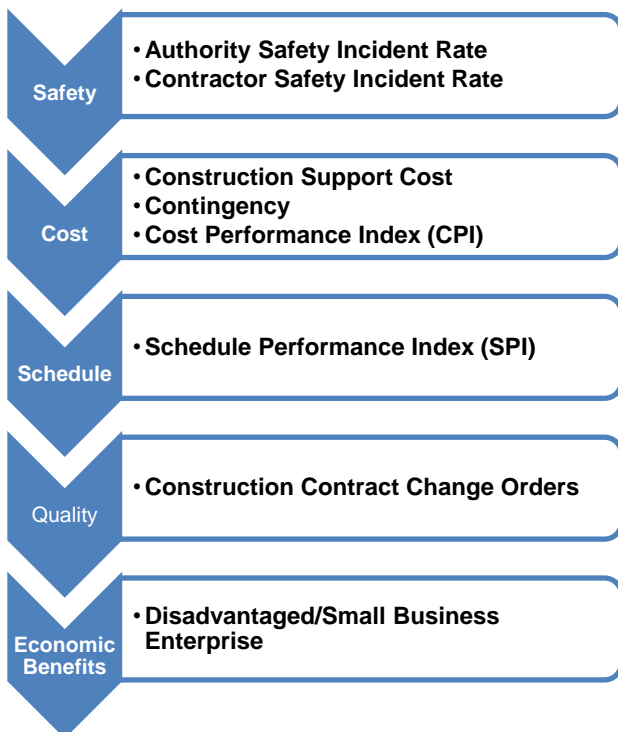 Safety
• Authority Safety Incident Rate
• Contractor Safety Incident Rate
Cost
• Construction Support Cost
• Contingency
• Cost Performance Index (CPI)
Schedule
• Schedule Performance Index (SPI)
Quality
• Construction Contract Change Orders
Economic
Benefits
• Disadvantaged/Small Business
Enterprise